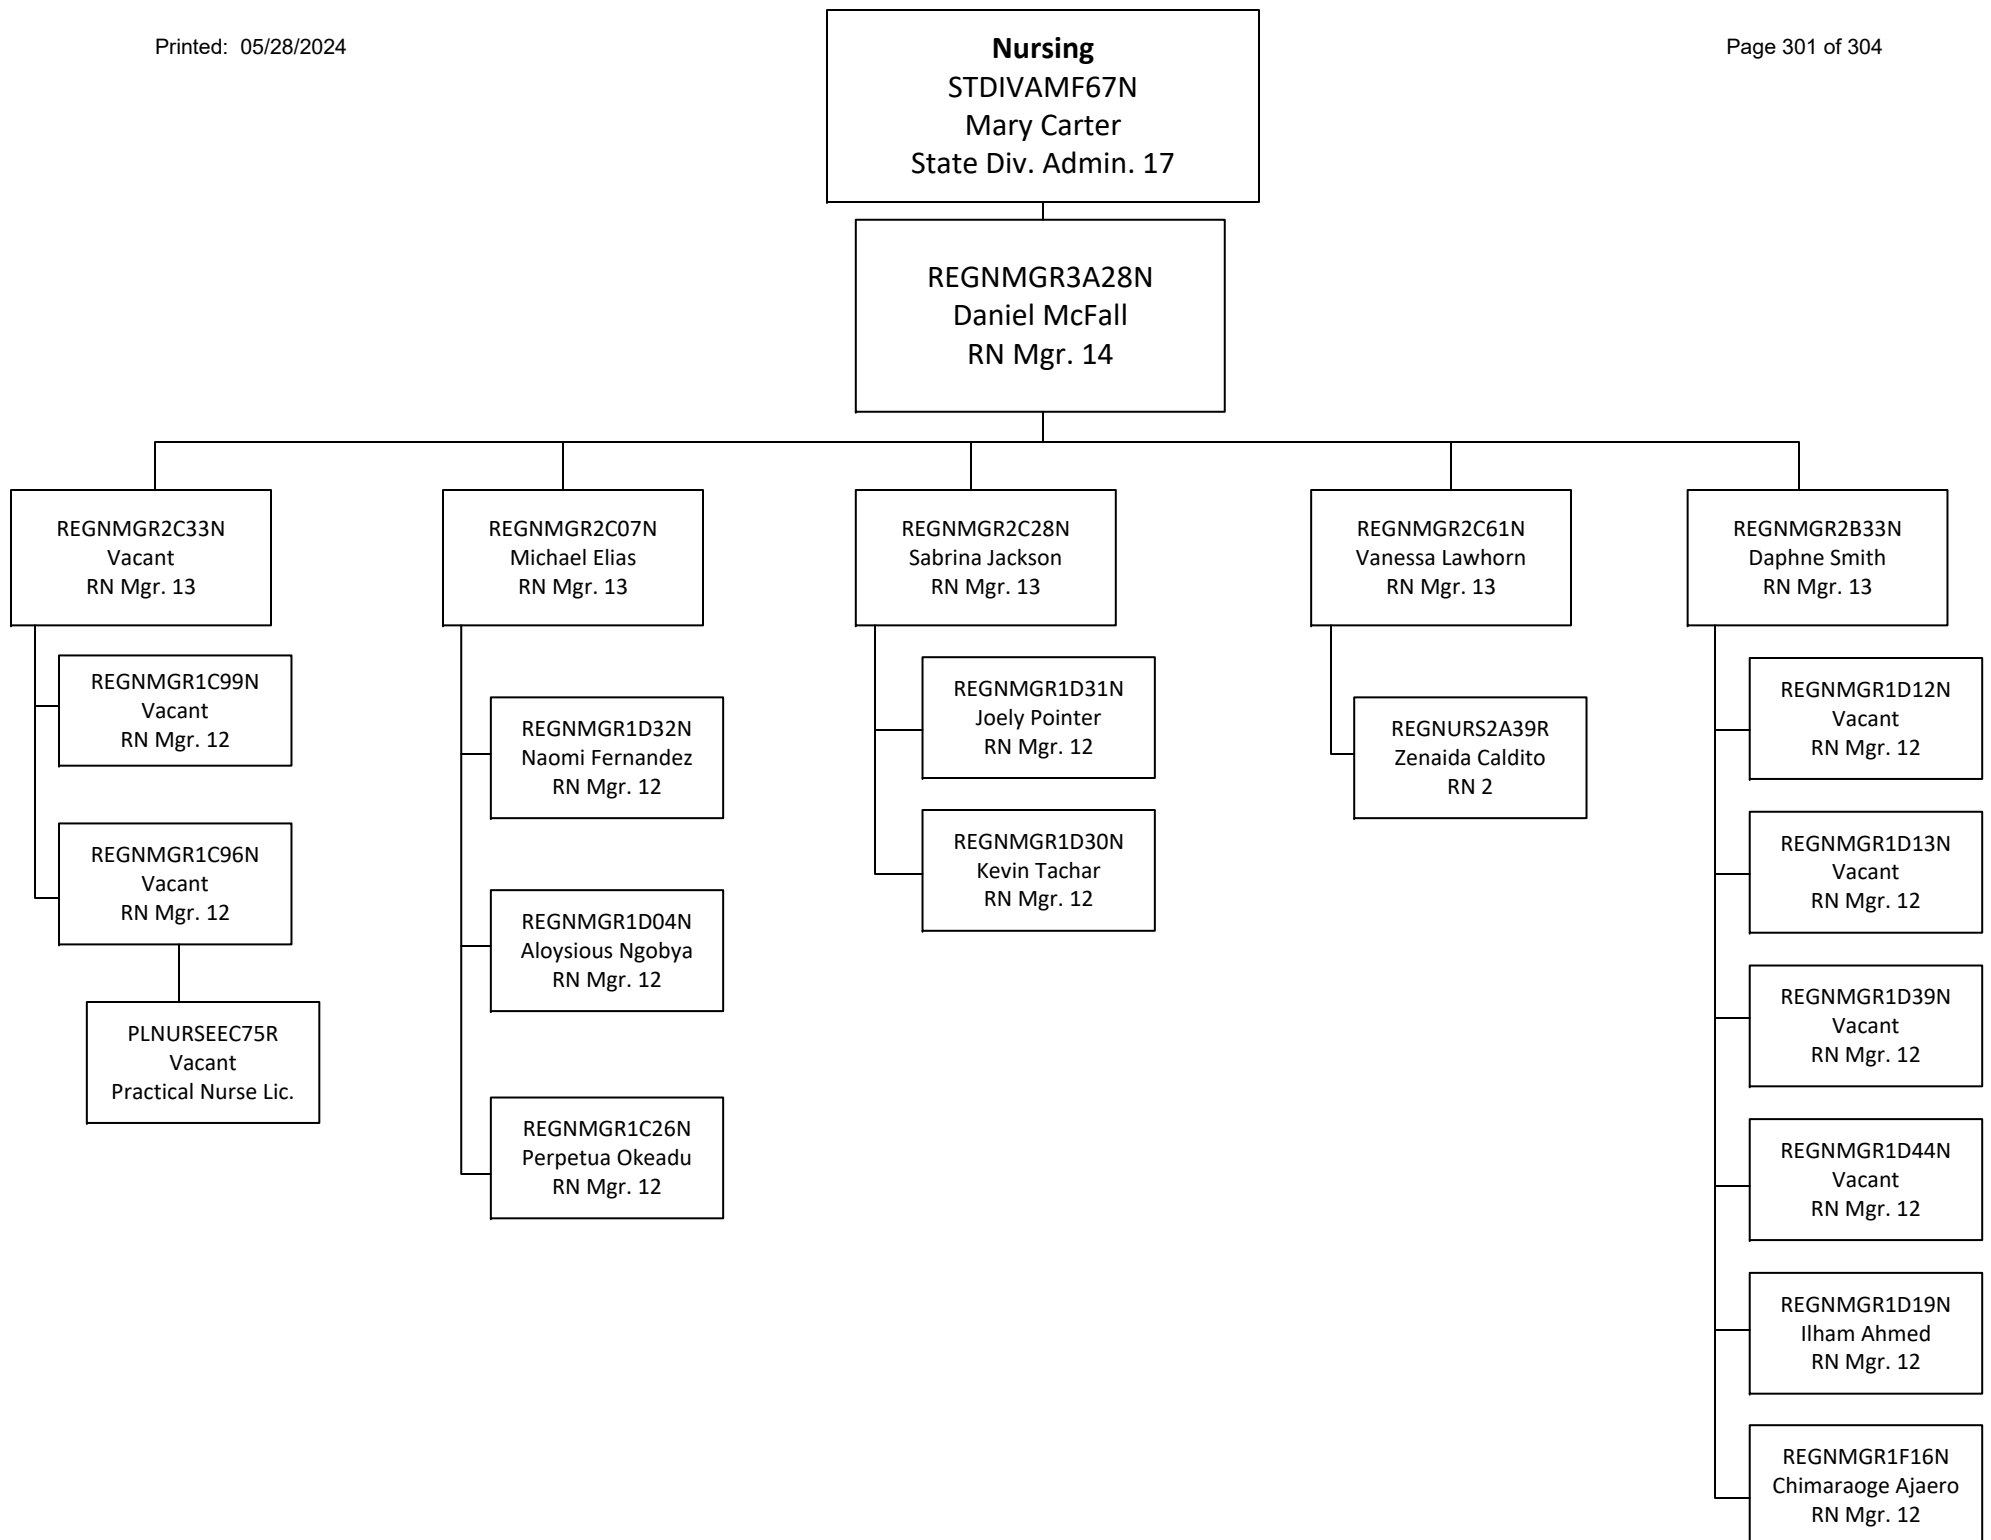 Printed: 05/28/2024
Page 301 of 304
Nursing
STDIVAMF67N
Mary Carter
State Div. Admin. 17
REGNMGR3A28N
Daniel McFall
RN Mgr. 14
REGNMGR2C33N
Vacant
RN Mgr. 13
REGNMGR1C99N
Vacant
RN Mgr. 12
REGNMGR1C96N
Vacant
RN Mgr. 12
PLNURSEEC75R
Vacant
Practical Nurse Lic.
REGNMGR2C07N
Michael Elias
RN Mgr. 13
REGNMGR1D32N
Naomi Fernandez
RN Mgr. 12
REGNMGR1D04N
Aloysious Ngobya
RN Mgr. 12
REGNMGR1C26N
Perpetua Okeadu
RN Mgr. 12
REGNMGR2C28N
Sabrina Jackson
RN Mgr. 13
REGNMGR1D31N
Joely Pointer
RN Mgr. 12
REGNMGR1D30N
Kevin Tachar
RN Mgr. 12
REGNMGR2C61N
Vanessa Lawhorn
RN Mgr. 13
REGNURS2A39R
Zenaida Caldito
RN 2
REGNMGR2B33N
Daphne Smith
RN Mgr. 13
REGNMGR1D12N
Vacant
RN Mgr. 12
REGNMGR1D13N
Vacant
RN Mgr. 12
REGNMGR1D39N
Vacant
RN Mgr. 12
REGNMGR1D44N
Vacant
RN Mgr. 12
REGNMGR1D19N
Ilham Ahmed
RN Mgr. 12
REGNMGR1F16N
Chimaraoge Ajaero
RN Mgr. 12